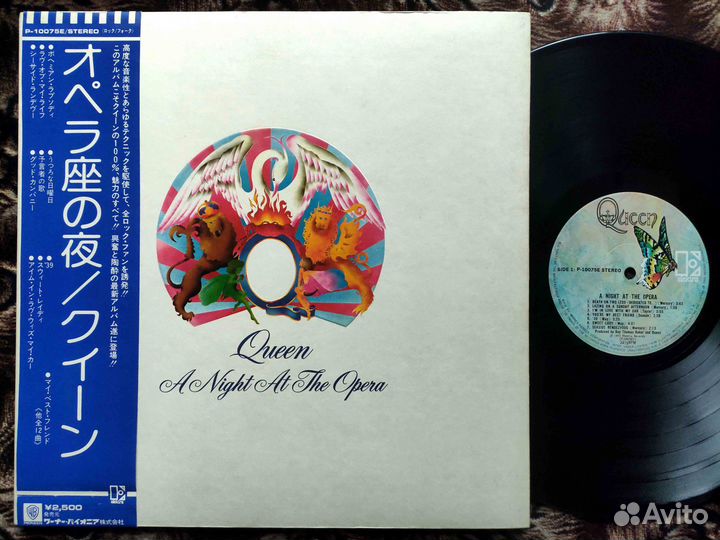 P-10075E/STEREO (ロック/フォーク)
オペラ座の夜/クイーン
高度な音楽性とあらゆるテクニックを駆使して、全ロック・ファンを誘発!!
このアルバムこそクイーンの100%、魅力のすべて!! 興奮と陶酔の最新アルバム遂に登場!!
●ボヘミアン・ラプソディ
●ラヴ・オブ・マイ・ライフ
●シーサイド・ランデヴー
●うつろな日曜日
●予言者の歌
●グッド・カンパニー
●'39
●スウィート・レイディ
●アイム・イン・ラヴ・ウィズ・マイ・カー
●マイ・ベスト・フレンド
(他全12曲)
¥2,500
発売元
ワーナー・パイオニア株式会社
Queen
A Night At The Opera
Queen
SIDE 1: P-10075E STEREO
A NIGHT AT THE OPERA
Avito